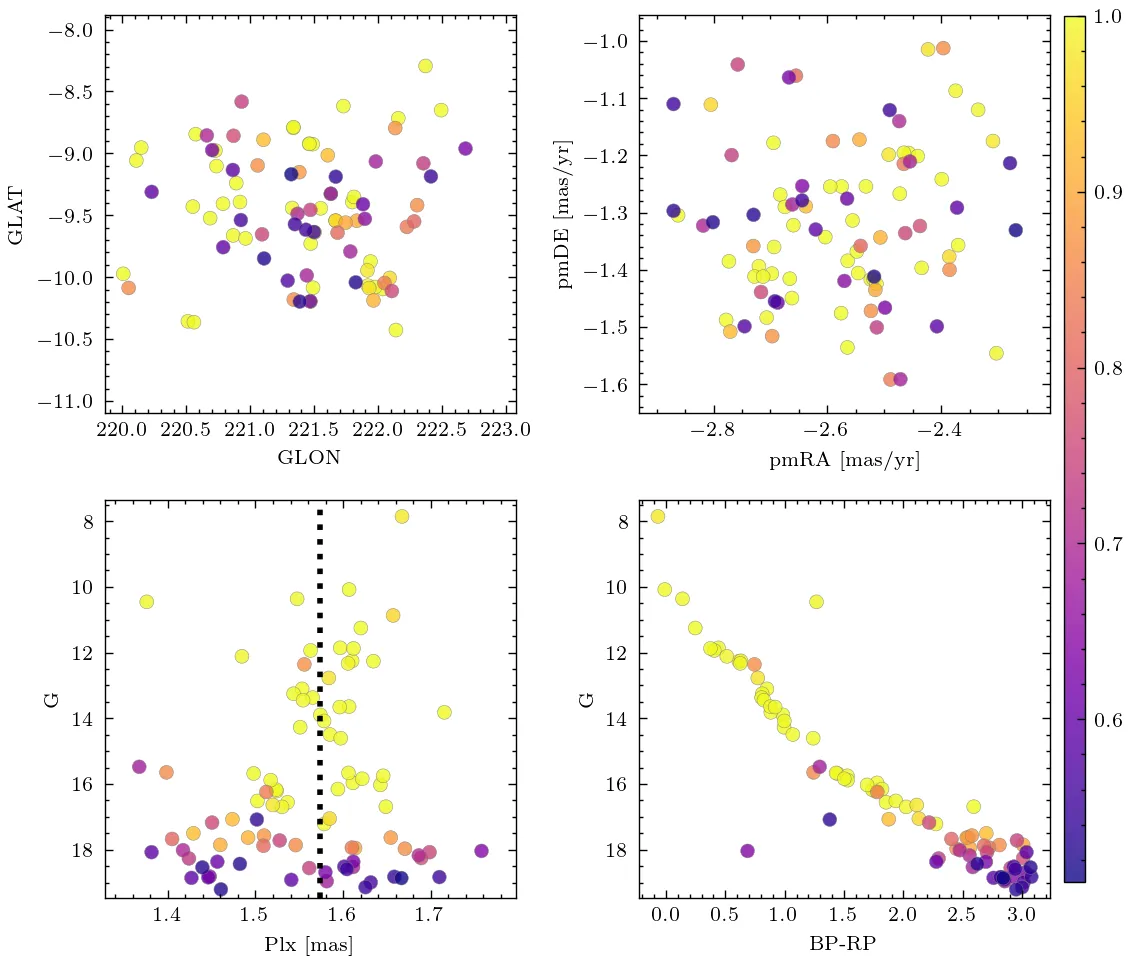 −8.0
−8.5
−9.0
−9.5
−10.0
−10.5
−11.0
GLAT
220.0 220.5 221.0 221.5 222.0 222.5 223.0
GLON
−1.0
−1.1
−1.2
−1.3
−1.4
−1.5
−1.6
pmDE [mas/yr]
−2.8 −2.6 −2.4
pmRA [mas/yr]
1.0
0.9
0.8
0.7
0.6
8
10
12
14
16
18
G
1.4 1.5 1.6 1.7
Plx [mas]
8
10
12
14
16
18
G
0.0 0.5 1.0 1.5 2.0 2.5 3.0
BP-RP